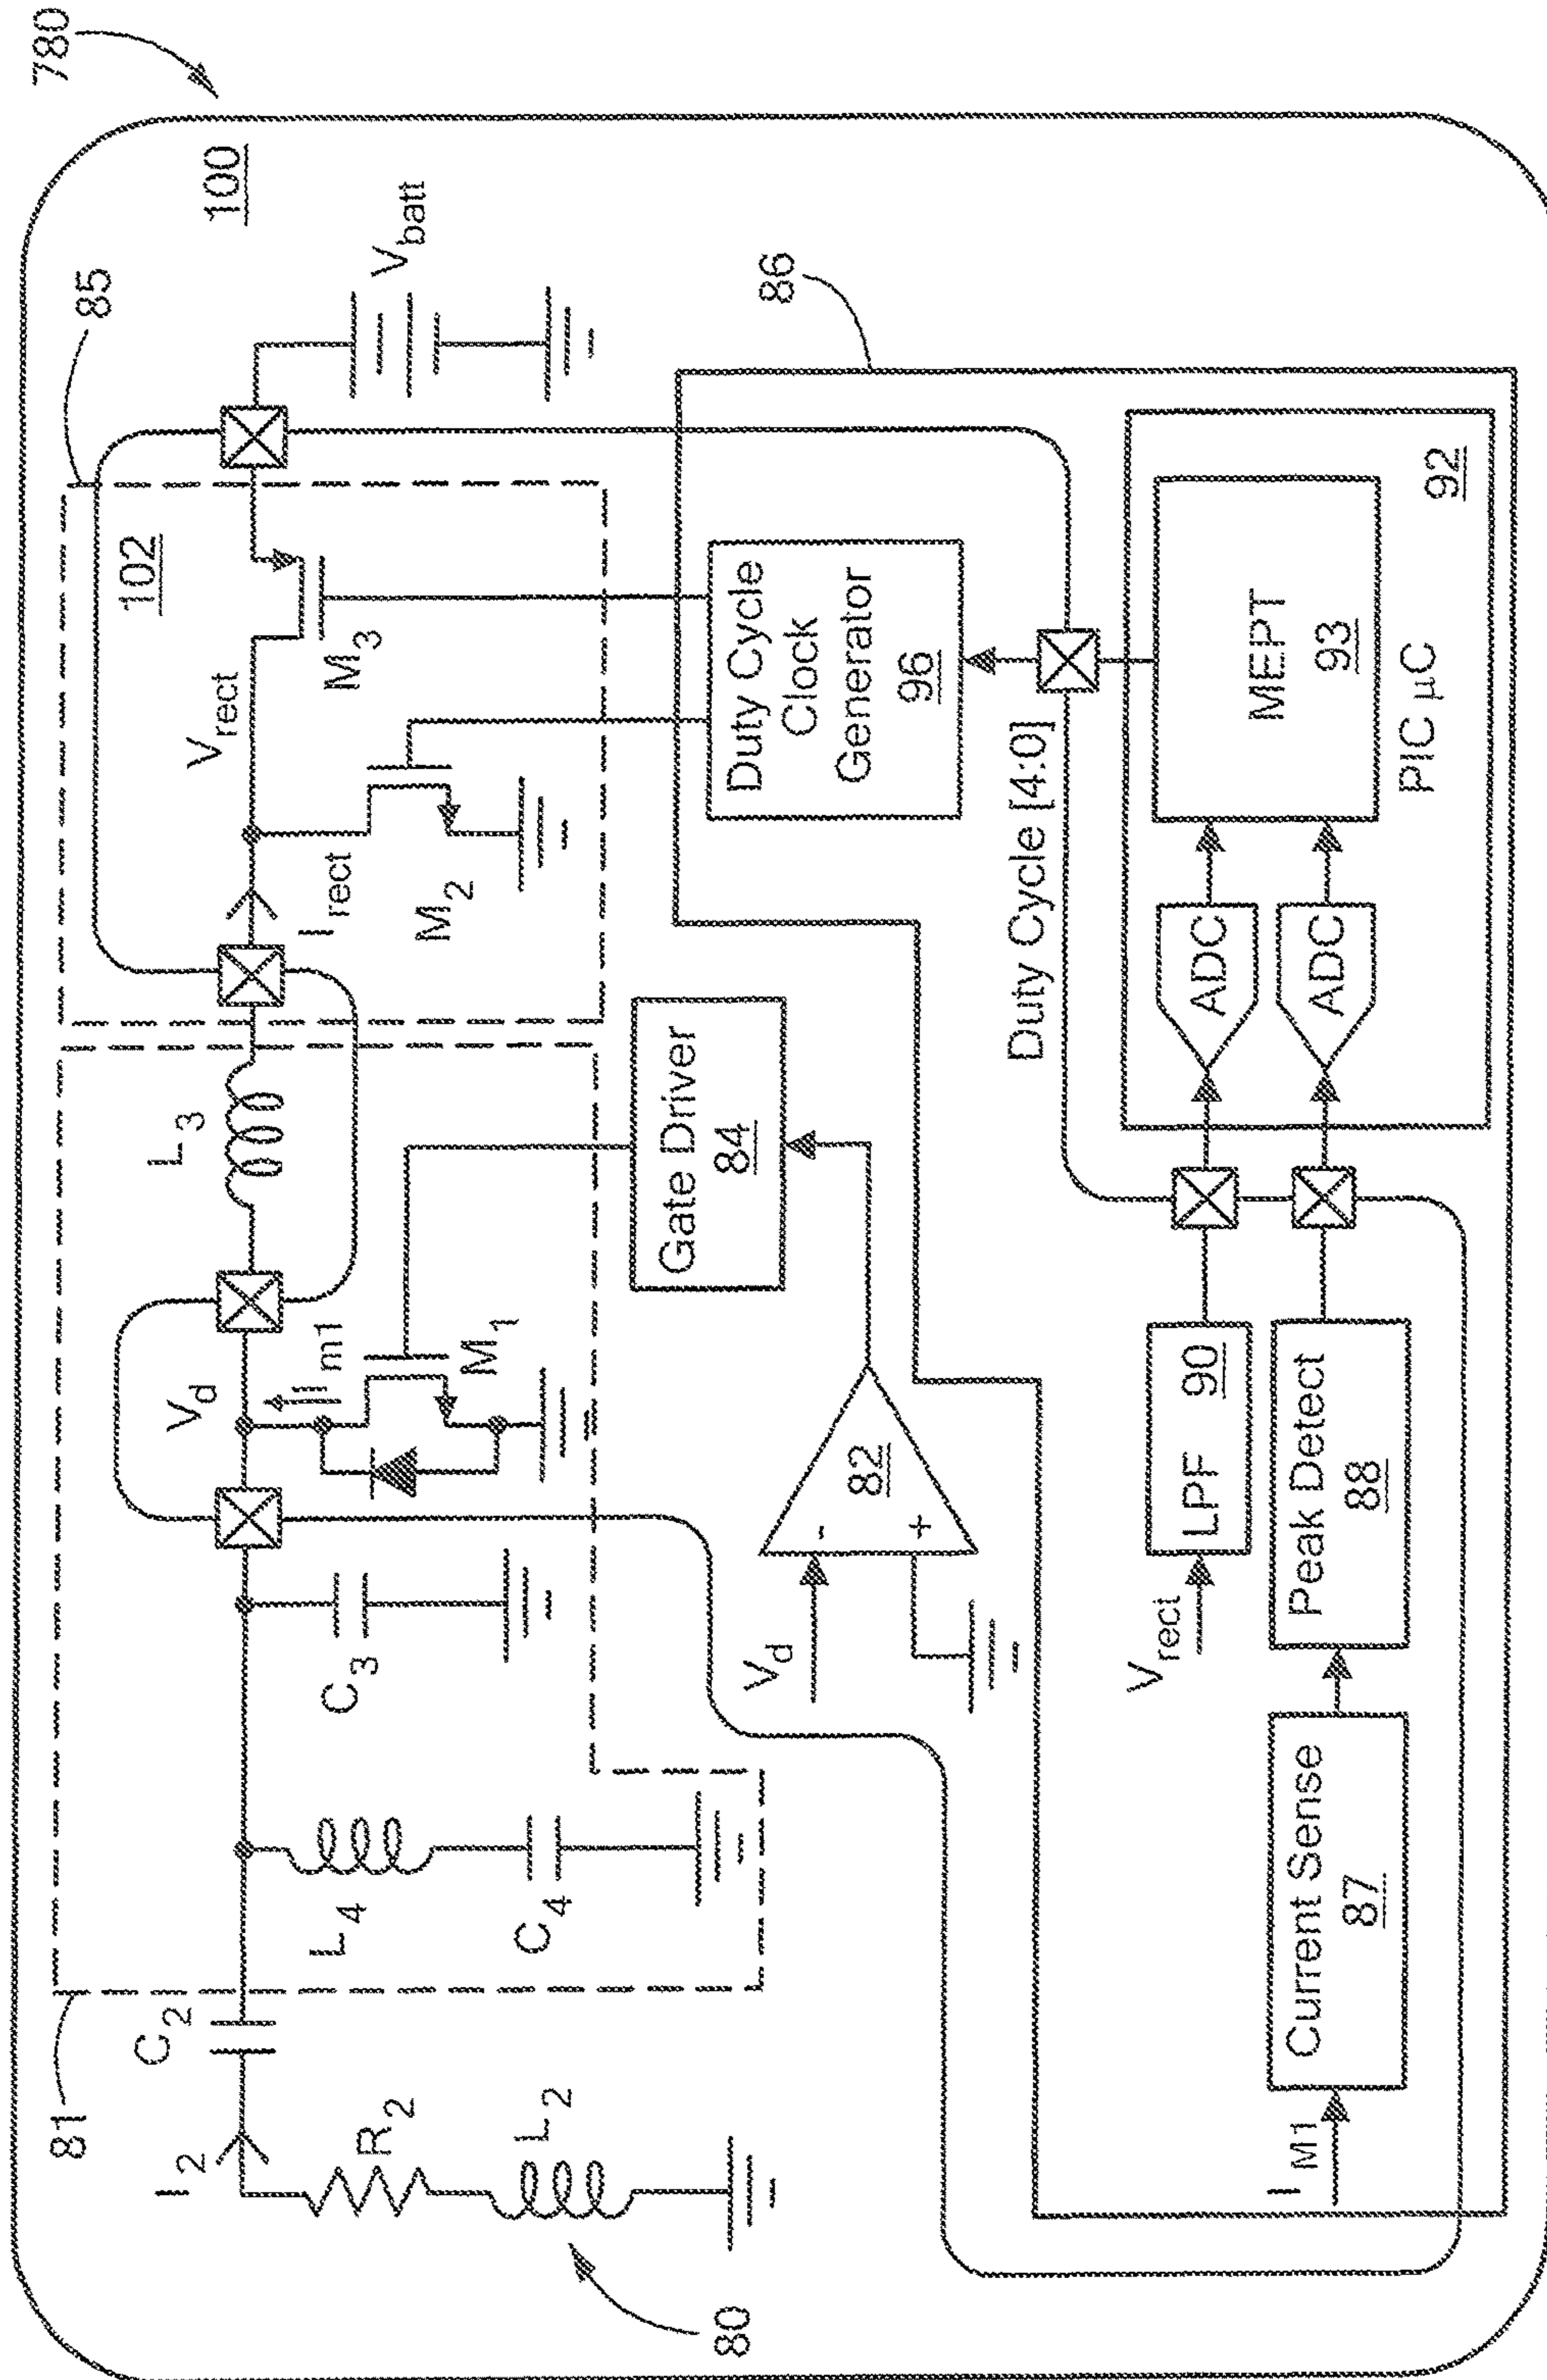 780
100
85
102
81
C2
I2
R2
L2
80
L4
C4
C3
Vd
Im1
M1
L3
Irect
Vrect
M2
M3
Vbatt
86
Vd
-
+
82
Gate Driver
84
Duty Cycle
Clock
Generator
96
Duty Cycle [4:0]
Vrect
LPF 90
IM1
Current Sense
87
Peak Detect
88
ADC
ADC
MEPT
93
PIC μC
92